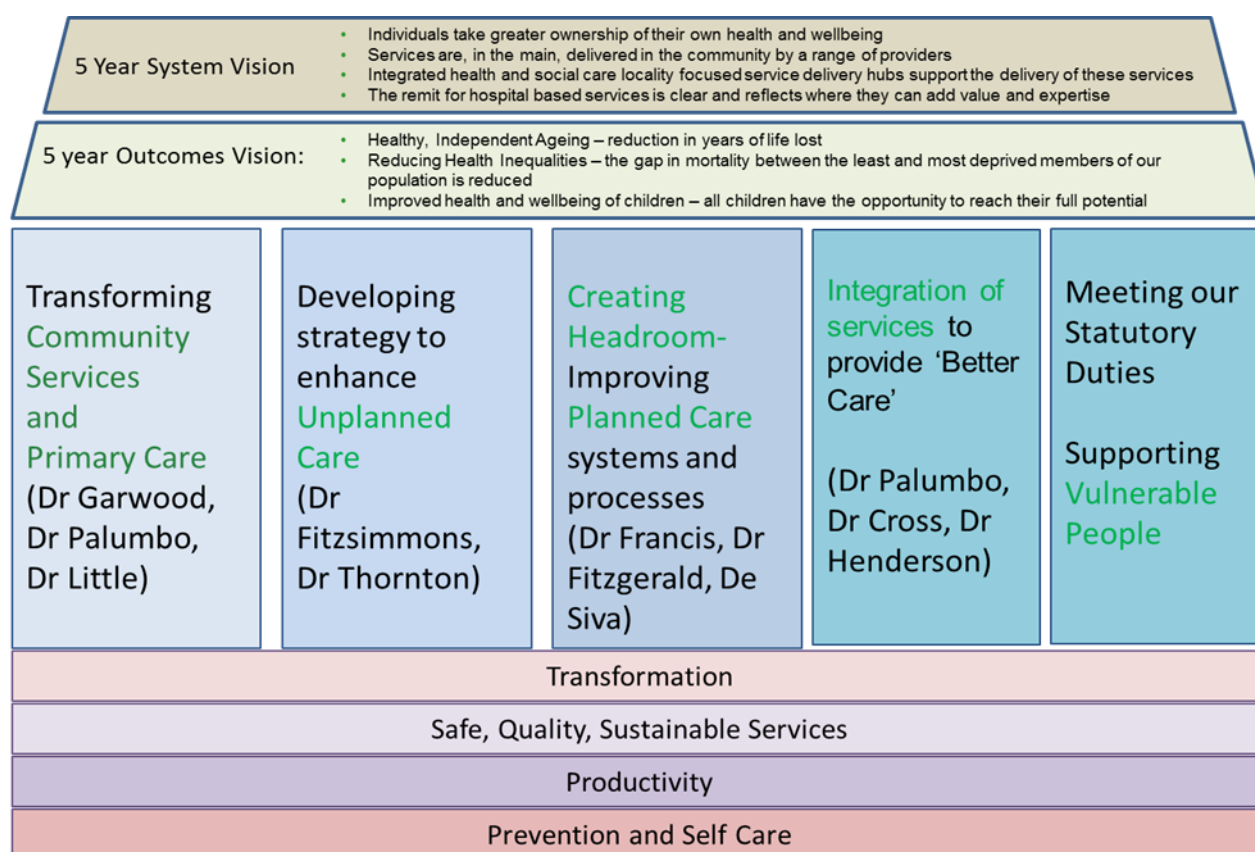 5 Year System Vision
• Individuals take greater ownership of their own health and wellbeing
• Services are, in the main, delivered in the community by a range of providers
• Integrated health and social care locality focused service delivery hubs support the delivery of these services
• The remit for hospital based services is clear and reflects where they can add value and expertise
5 year Outcomes Vision:
• Healthy, Independent Ageing – reduction in years of life lost
• Reducing Health Inequalities – the gap in mortality between the least and most deprived members of our
population is reduced
• Improved health and wellbeing of children – all children have the opportunity to reach their full potential
Transforming
Community
Services
and
Primary Care
(Dr Garwood,
Dr Palumbo,
Dr Little)
Developing
strategy to
enhance
Unplanned
Care
(Dr
Fitzsimmons,
Dr Thornton)
Creating
Headroom-
Improving
Planned Care
systems and
processes
(Dr Francis, Dr
Fitzgerald, De
Siva)
Integration of
services to
provide ‘Better
Care’
(Dr Palumbo,
Dr Cross, Dr
Henderson)
Meeting our
Statutory
Duties
Supporting
Vulnerable
People
Transformation
Safe, Quality, Sustainable Services
Productivity
Prevention and Self Care